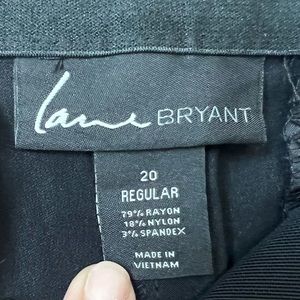 Lane BRYANT
20
REGULAR
79% RAYON
18% NYLON
3% SPANDEX
MADE IN
VIETNAM